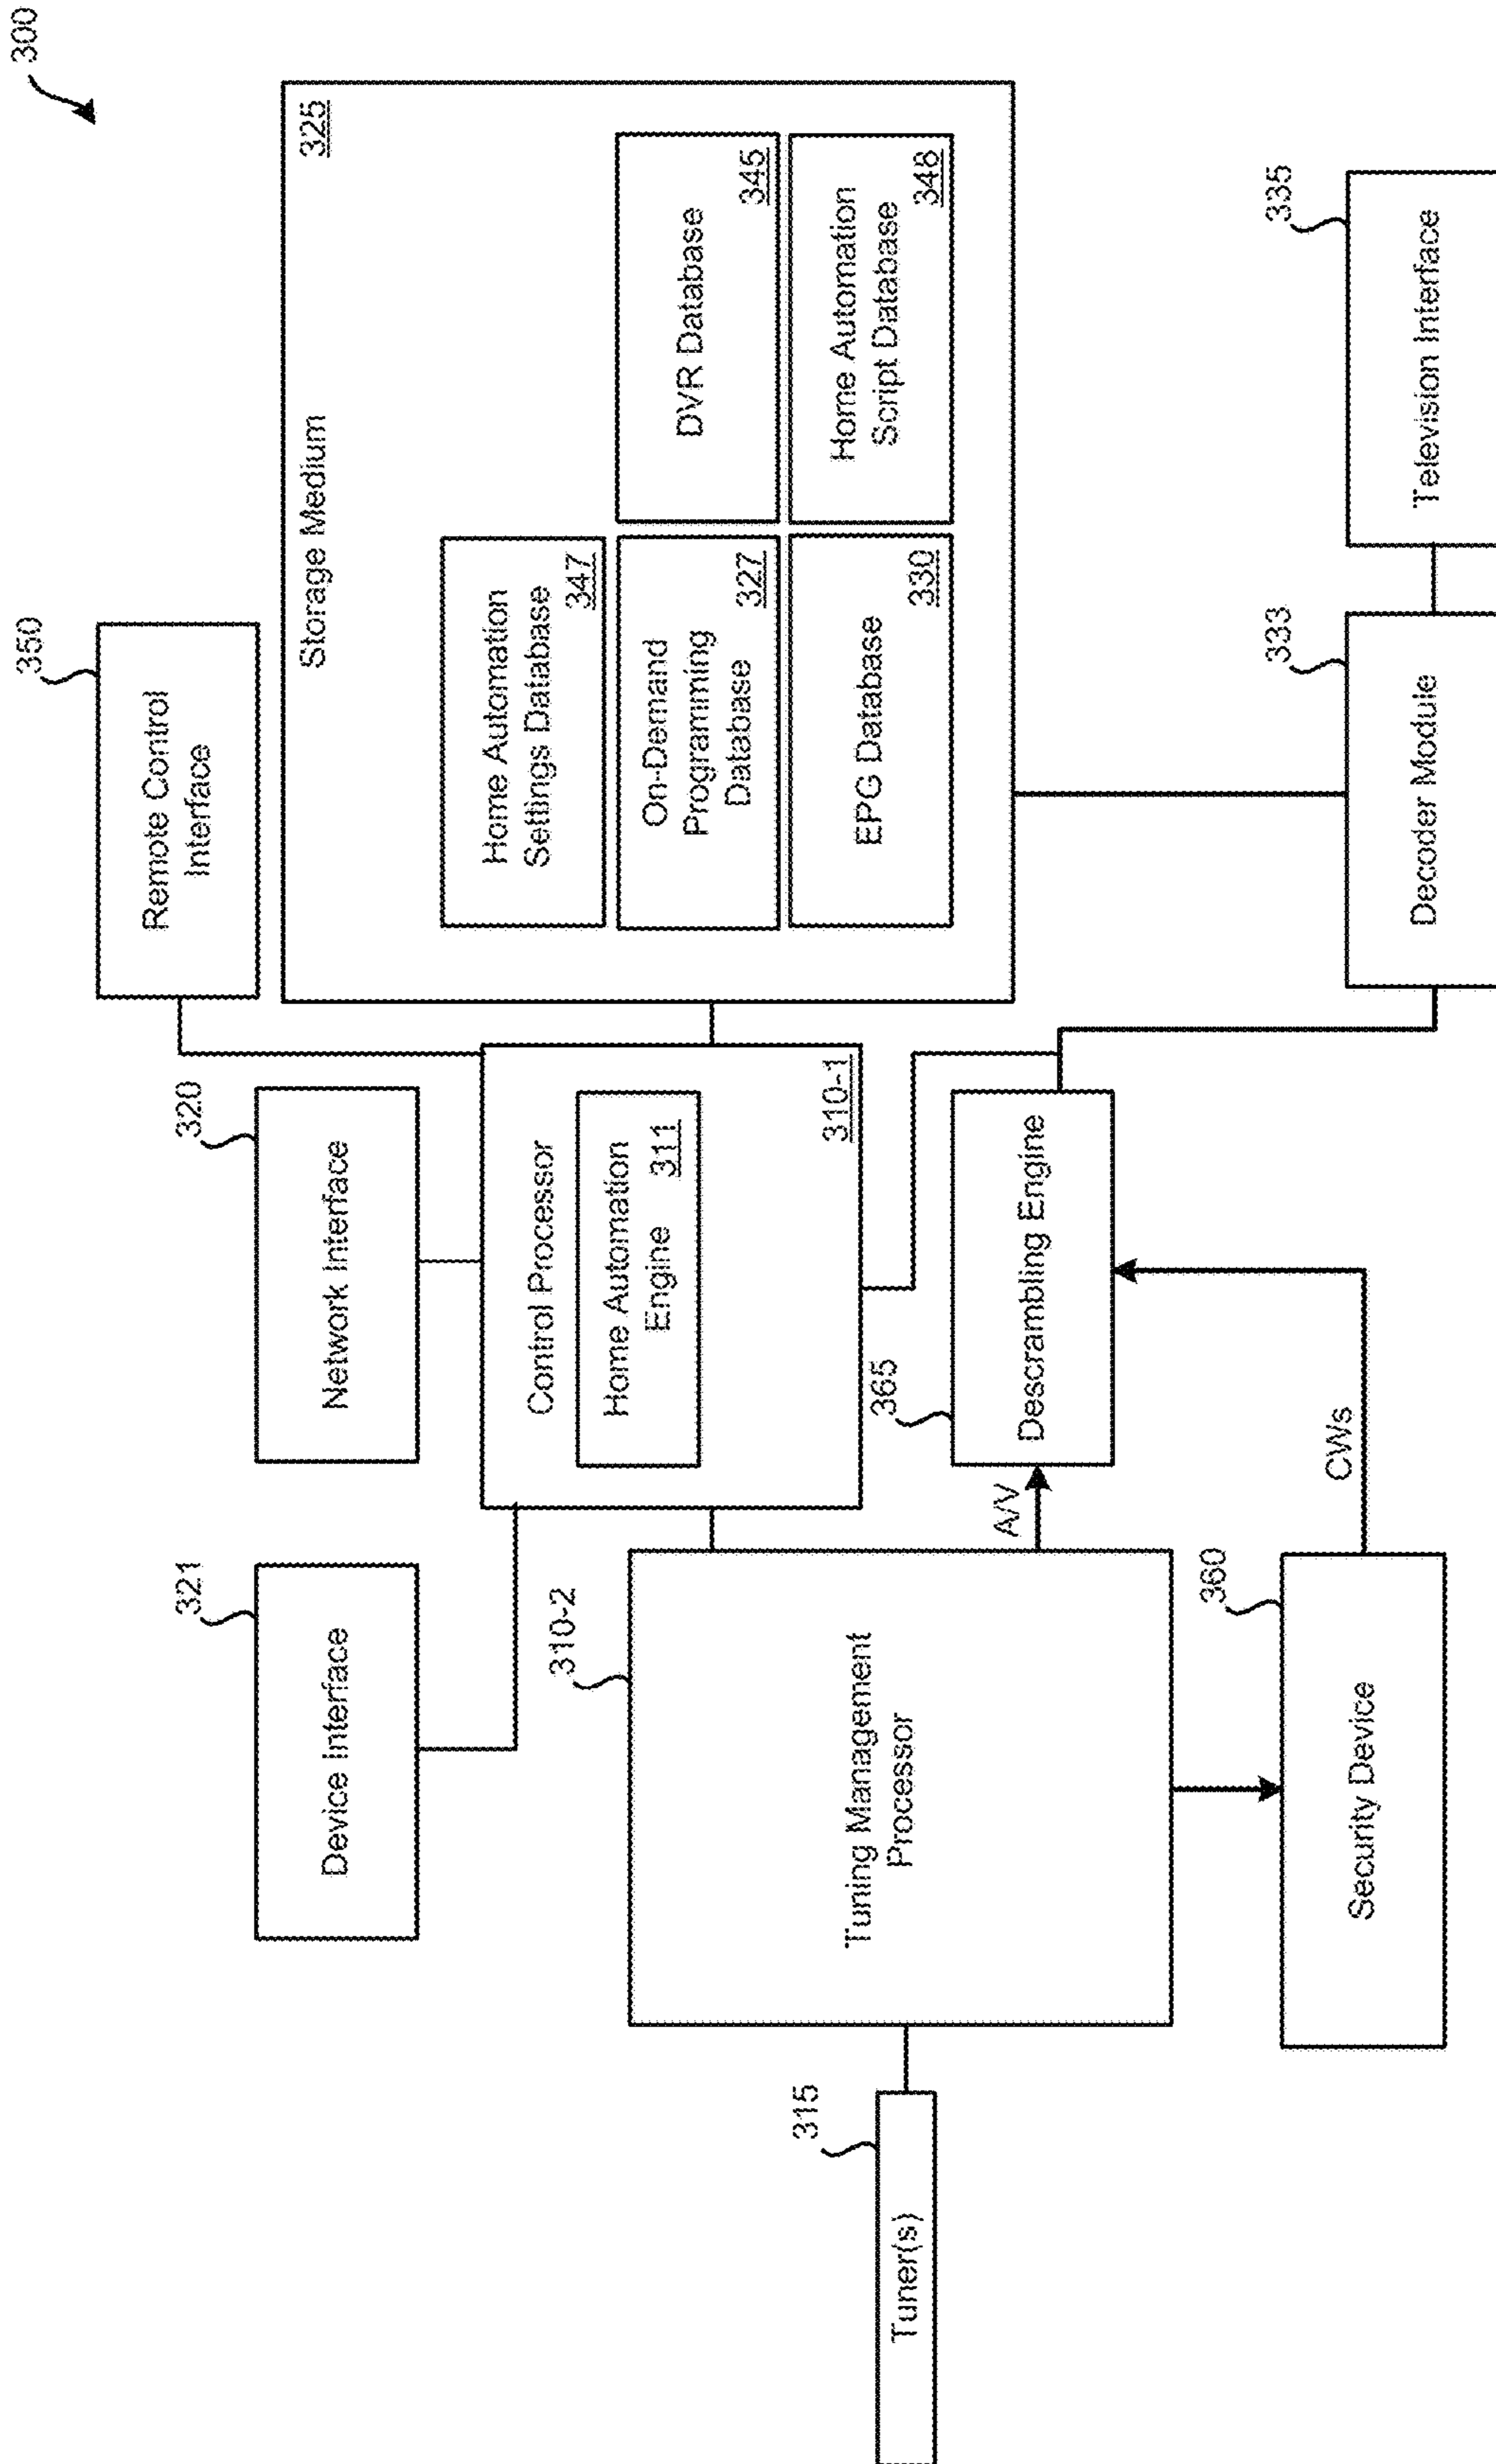 300
350
Remote Control
Interface
320
Network Interface
321
Device Interface
Storage Medium
325
Home Automation
Settings Database
347
On-Demand
Programming
Database
327
DVR Database
345
EPG Database
330
Home Automation
Script Database
348
Control Processor
Home Automation
Engine
311
310-1
310-2
Tuning Management
Processor
315
Tuner(s)
A/V
365
Descrambling Engine
360
Security Device
CWs
333
Decoder Module
335
Television Interface